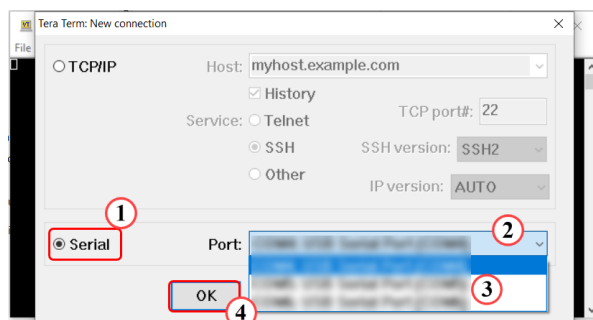 Tera Term: New connection
File
TCP/IP
Host: myhost.example.com
History
Service: Telnet
TCP port#: 22
SSH
SSH version: SSH2
Other
IP version: AUTO
1
2
Serial
Port:
3
OK
4